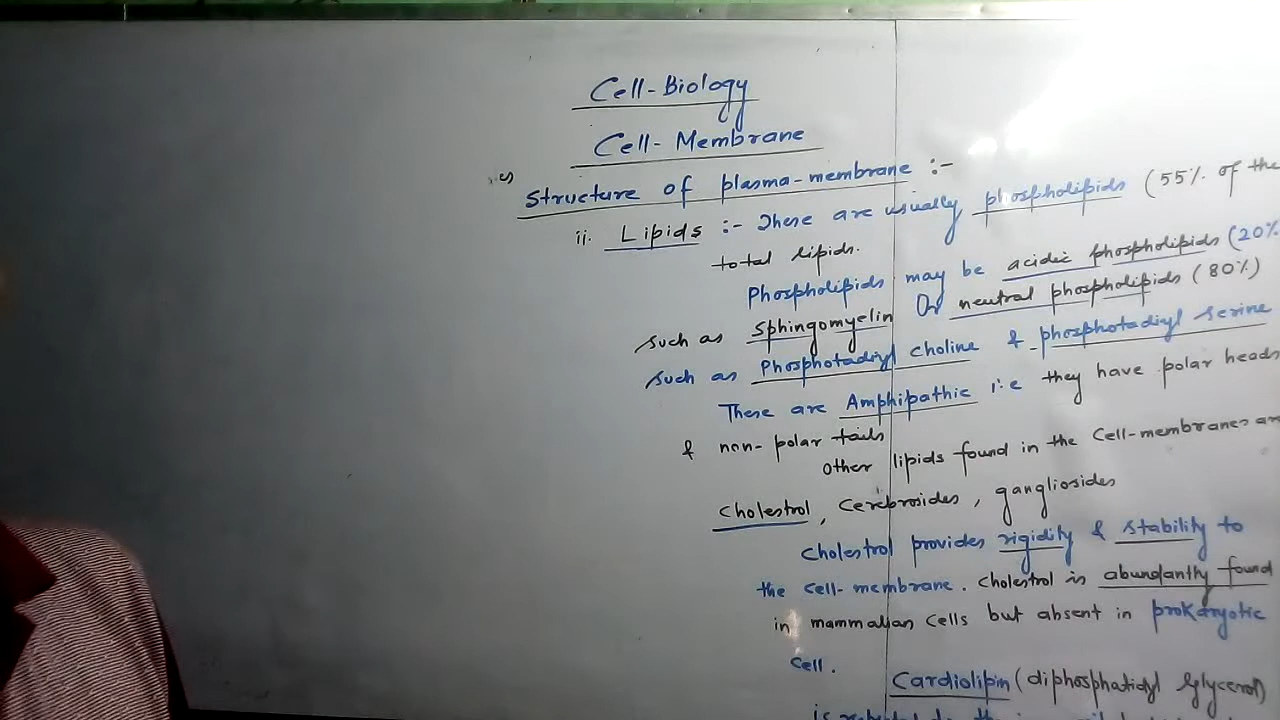 Cell-Biology
Cell-Membrane
Structure of plasma-membrane :-
ii. Lipids :- These are usually phospholipids (55% of the
total lipids.
Phospholipids may be acidic phospholipids (20%
such as Sphingomyelin Or neutral phospholipids (80%)
such as Phosphotadiyl choline & phosphotadiyl serine
These are Amphipathic i.e they have polar heads
& non-polar tails
Other lipids found in the Cell-membranes are
Cholestrol, Cerebrosides, gangliosides
Cholestrol provides rigidity & stability to
the cell-membrane. Cholestrol is abundantly found
in mammalian cells but absent in prokaryotic
cell.
Cardiolipin (diphosphatidyl Glycerol)